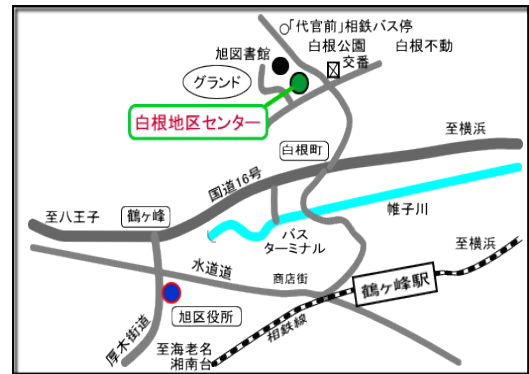 ○「代官前」相鉄バス停
旭図書館
白根公園
白根不動
交番
グランド
白根地区センター
白根町
至横浜
国道16号
至八王子
鶴ヶ峰
帷子川
バス
ターミナル
至横浜
水道道
商店街
鶴ヶ峰駅
旭区役所
厚木街道
至海老名
湘南台
相鉄線